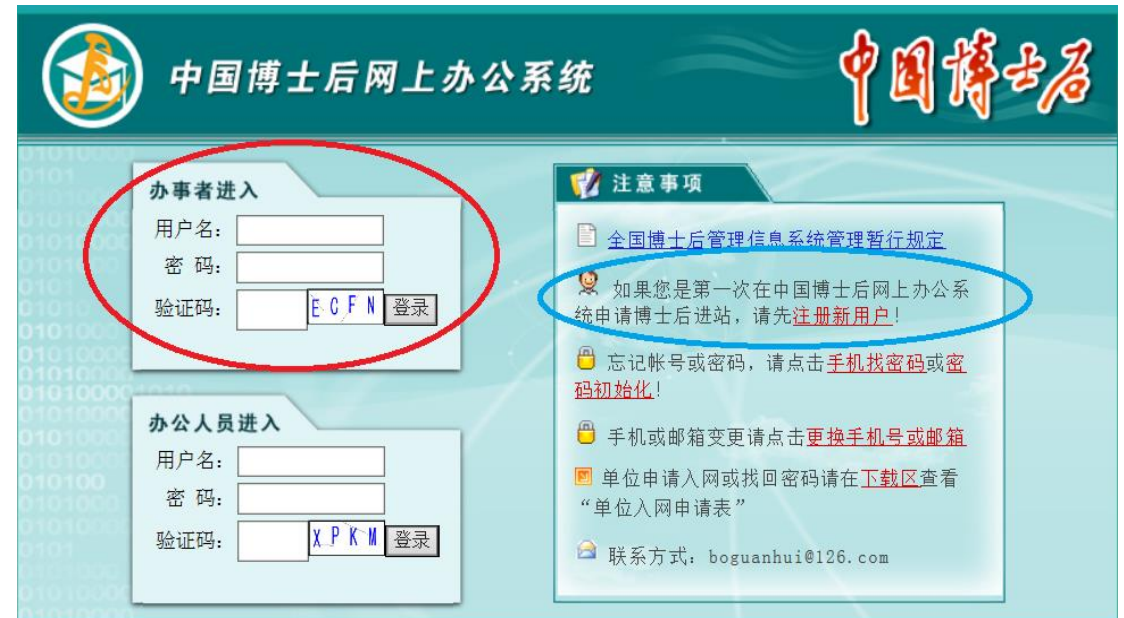 中国博士后网上办公系统
中国博士后
办事者进入
用户名：
密 码：
验证码：
E C F N
登录
办公人员进入
用户名：
密 码：
验证码：
X P K M
登录
注意事项
全国博士后管理信息系统管理暂行规定
如果您是第一次在中国博士后网上办公系
统申请博士后进站，请先注册新用户！
忘记帐号或密码，请点击手机找密码或密
码初始化！
手机或邮箱变更请点击更换手机号或邮箱
单位申请入网或找回密码请在下载区查看
“单位入网申请表”
联系方式：boguanhui@126.com